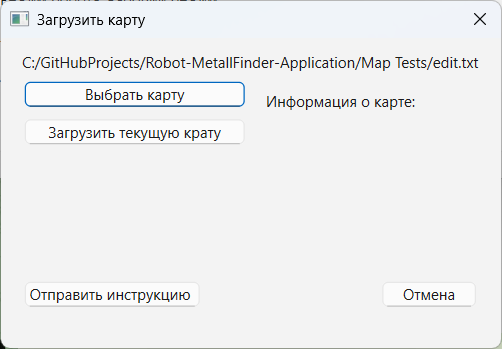 Загрузить карту
C:/GitHubProjects/Robot-MetallFinder-Application/Map Tests/edit.txt
Выбрать карту
Информация о карте:
Загрузить текущую крату
Отправить инструкцию
Отмена